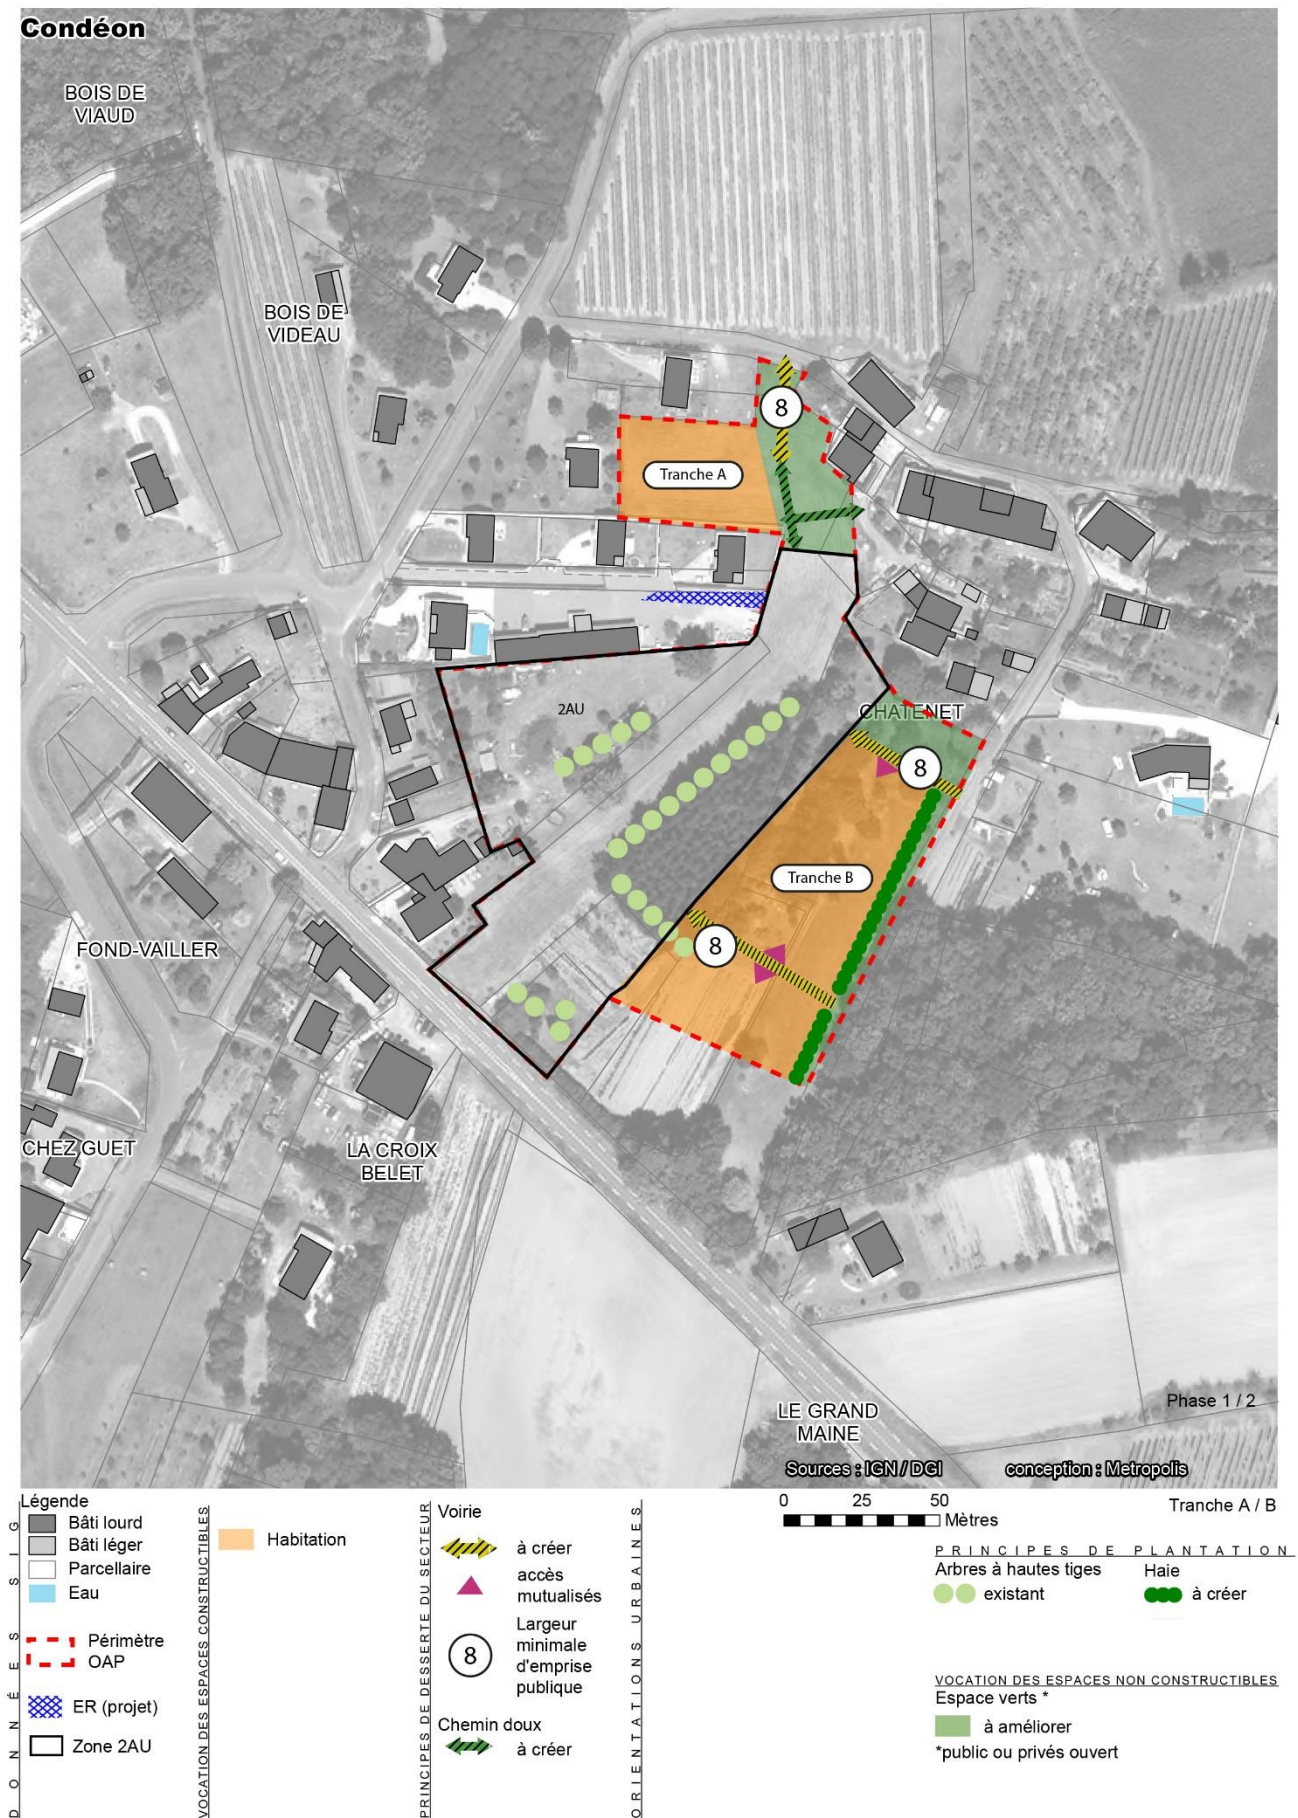 Condéon
BOIS DE
VIAUD
BOIS DE
VIDEAU
8
Tranche A
2AU
CHATENET
8
Tranche B
8
FOND-VAILLER
CHEZ GUET
LA CROIX
BELET
LE GRAND
MAINE
Phase 1 / 2
Sources : IGN / DGI
conception : Metropolis
DONNÉES SIG
Légende
Bâti lourd
Bâti léger
Parcellaire
Eau
Périmètre
OAP
ER (projet)
Zone 2AU
VOCATION DES ESPACES CONSTRUCTIBLES
Habitation
PRINCIPES DE DESSERTE DU SECTEUR
Voirie
à créer
accès
mutualisés
8
Largeur
minimale
d'emprise
publique
Chemin doux
à créer
ORIENTATIONS URBAINES
0 25 50
Mètres
Tranche A / B
PRINCIPES DE PLANTATION
Arbres à hautes tiges
existant
Haie
à créer
VOCATION DES ESPACES NON CONSTRUCTIBLES
Espace verts *
à améliorer
*public ou privés ouvert